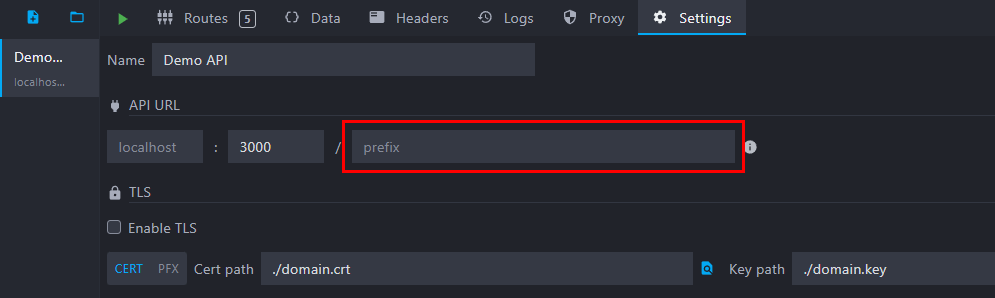 Routes 5 Data Headers Logs Proxy Settings
Demo...
localhos...
Name Demo API
API URL
localhost : 3000 / prefix
TLS
Enable TLS
CERT PFX Cert path ./domain.crt Key path ./domain.key